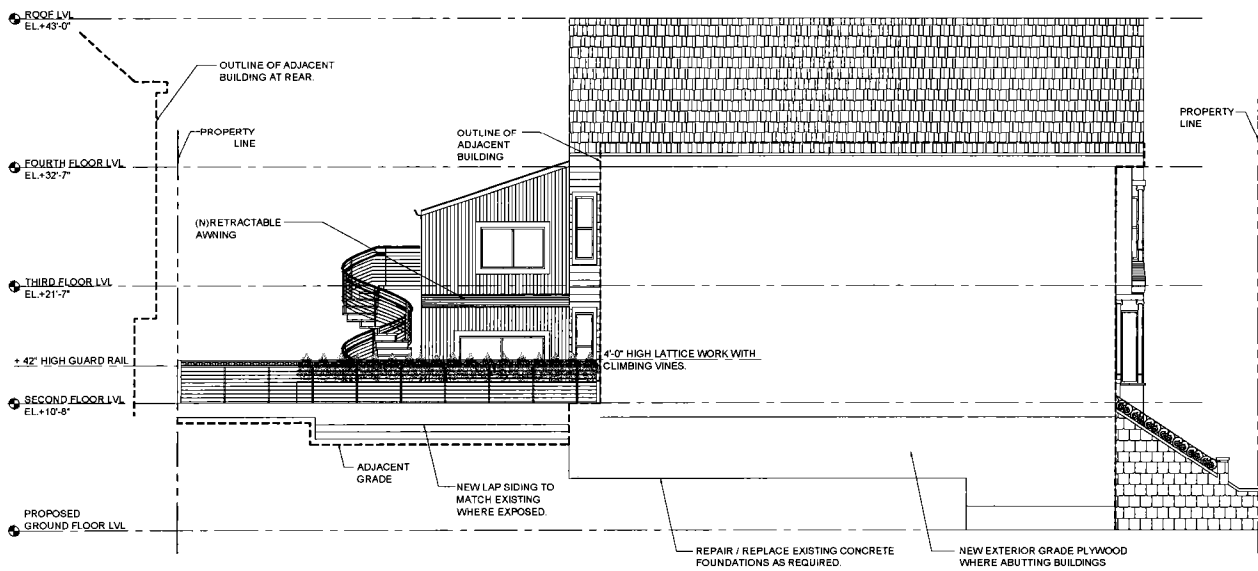 ROOF LVL
EL.+43'-0"
OUTLINE OF ADJACENT
BUILDING AT REAR.
PROPERTY
LINE
OUTLINE OF
ADJACENT
BUILDING
PROPERTY
LINE
FOURTH FLOOR LVL
EL.+32'-7"
(N)RETRACTABLE
AWNING
THIRD FLOOR LVL
EL.+21'-7"
+ 42" HIGH GUARD RAIL
4'-0" HIGH LATTICE WORK WITH
CLIMBING VINES.
SECOND FLOOR LVL
EL.+10'-8"
ADJACENT
GRADE
NEW LAP SIDING TO
MATCH EXISTING
WHERE EXPOSED.
PROPOSED
GROUND FLOOR LVL
REPAIR / REPLACE EXISTING CONCRETE
FOUNDATIONS AS REQUIRED.
NEW EXTERIOR GRADE PLYWOOD
WHERE ABUTTING BUILDINGS